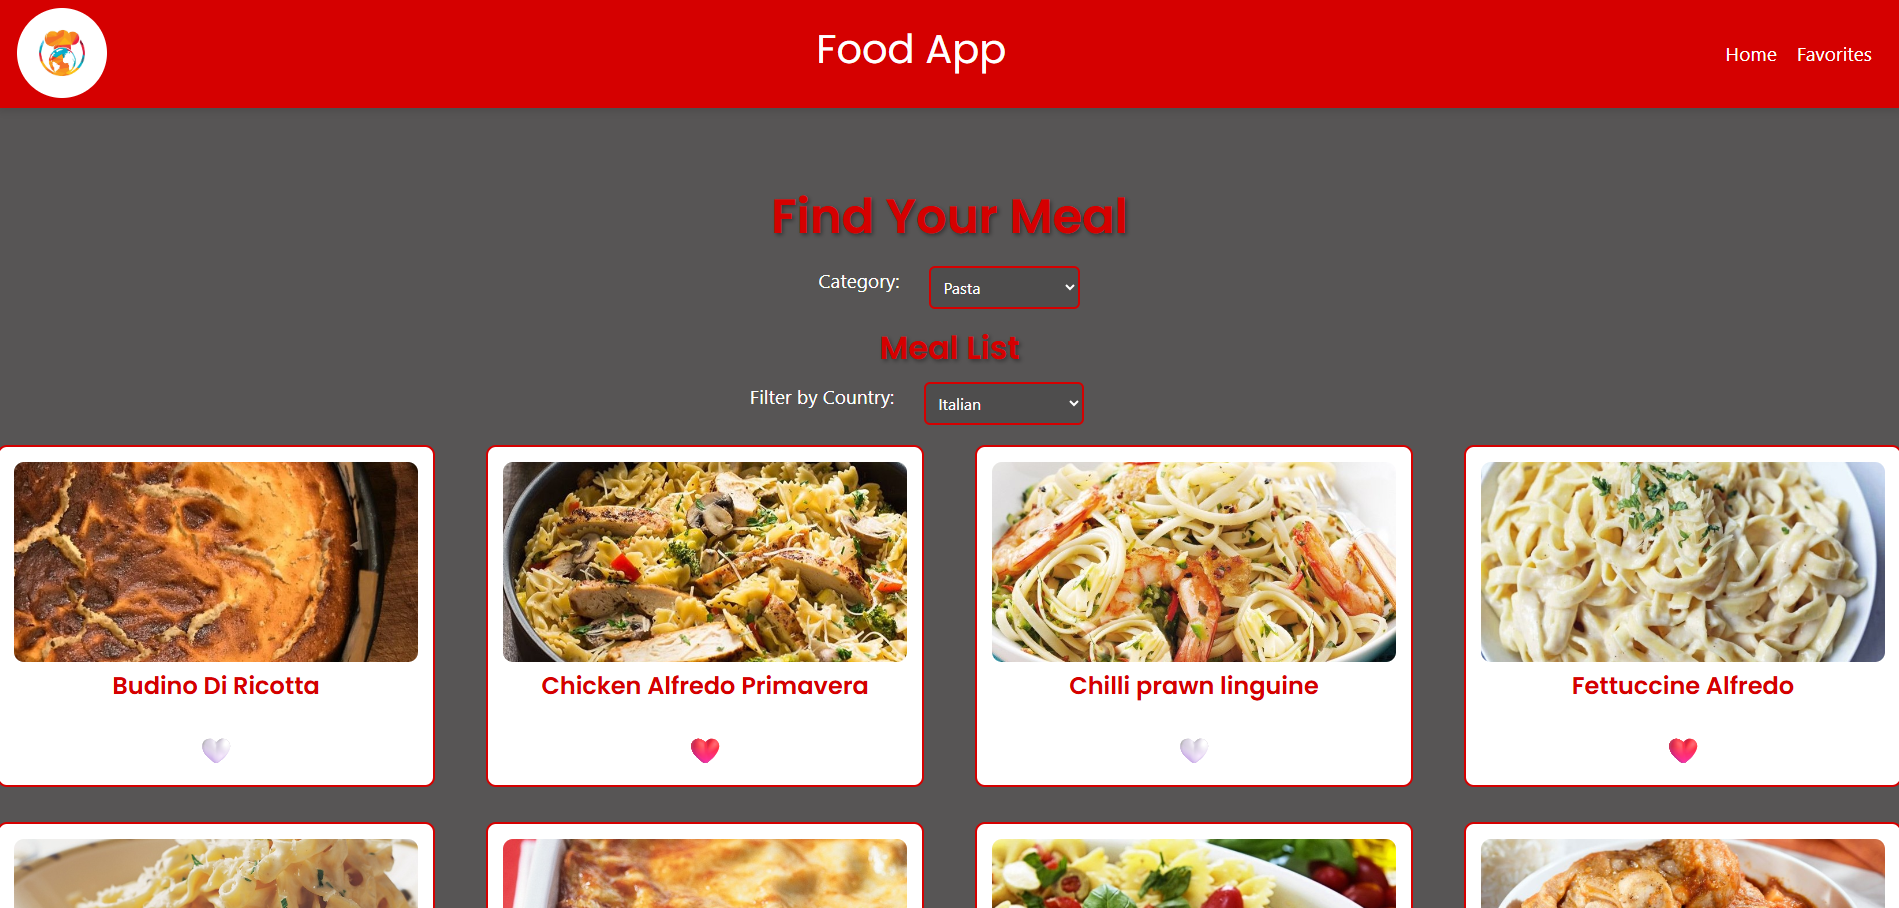 Food App
Home Favorites
Find Your Meal
Category: Pasta
Meal List
Filter by Country: Italian
Budino Di Ricotta
Chicken Alfredo Primavera
Chilli prawn linguine
Fettuccine Alfredo